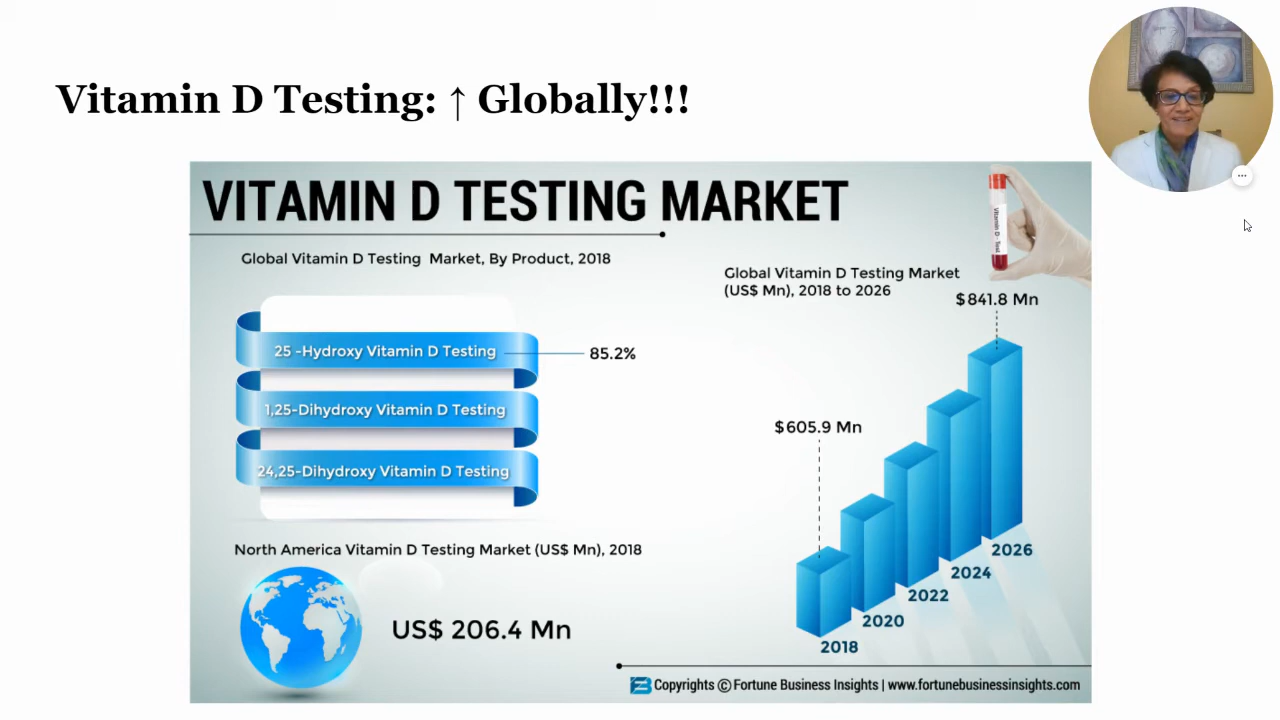 Vitamin D Testing: ↑ Globally!!!
VITAMIN D TESTING MARKET
Global Vitamin D Testing Market, By Product, 2018
25 -Hydroxy Vitamin D Testing
85.2%
1,25-Dihydroxy Vitamin D Testing
24,25-Dihydroxy Vitamin D Testing
North America Vitamin D Testing Market (US$ Mn), 2018
US$ 206.4 Mn
Vitamin D - Test
Global Vitamin D Testing Market
(US$ Mn), 2018 to 2026
$841.8 Mn
$605.9 Mn
2018
2020
2022
2024
2026
Copyrights © Fortune Business Insights | www.fortunebusinessinsights.com